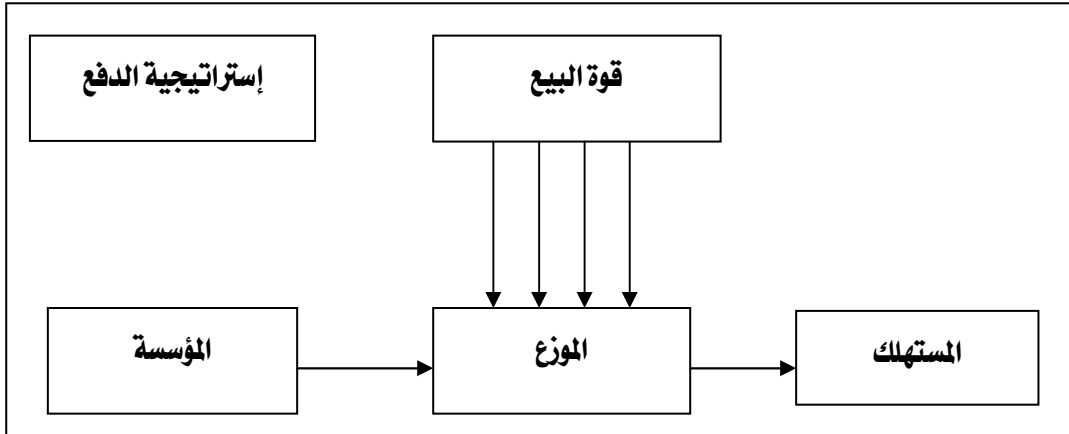 إستراتيجية الدفع
قوة البيع
المؤسسة
الموزع
المستهلك